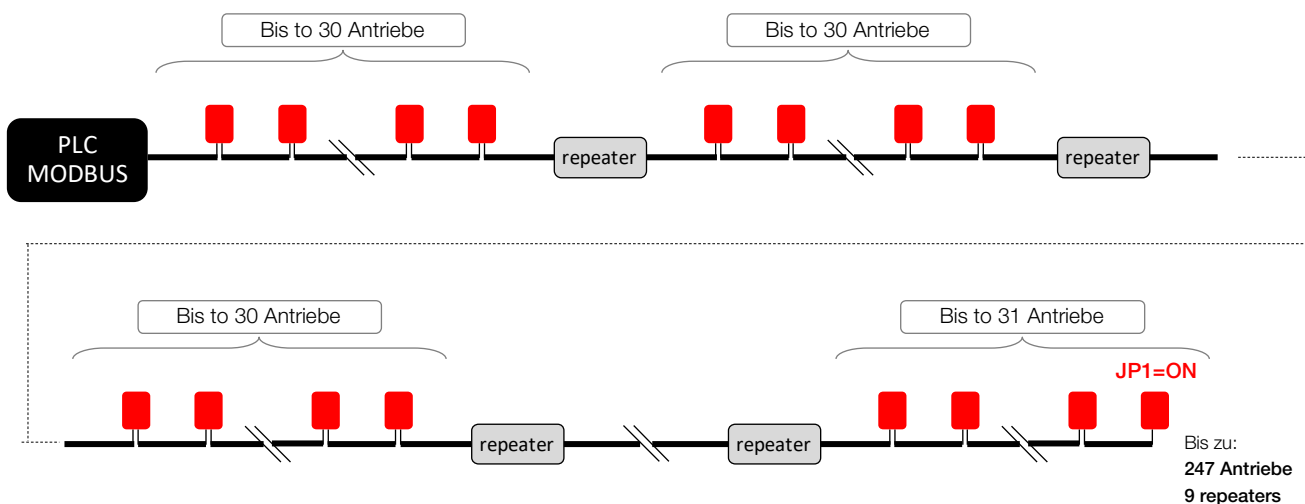 Bis to 30 Antriebe
Bis to 30 Antriebe
PLC
MODBUS
repeater
repeater
Bis to 30 Antriebe
Bis to 31 Antriebe
JP1=ON
repeater
repeater
Bis zu:
247 Antriebe
9 repeaters